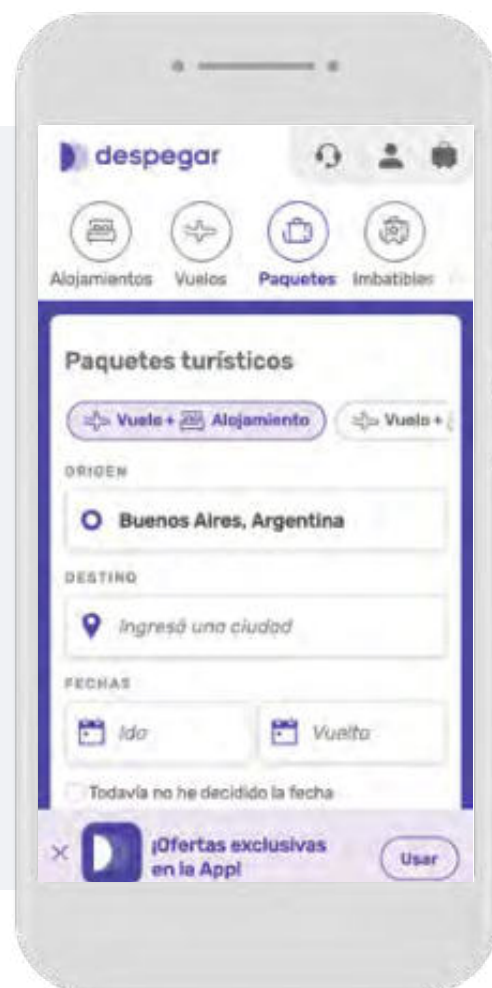 despegar
Alojamientos Vuelos Paquetes Imbatibles
Paquetes turísticos
Vuelo + Alojamiento Vuelo +
ORIGEN
Buenos Aires, Argentina
DESTINO
Ingresá una ciudad
FECHAS
Ida Vuelta
Todavía no he decidido la fecha
¡Ofertas exclusivas
en la App! Usar